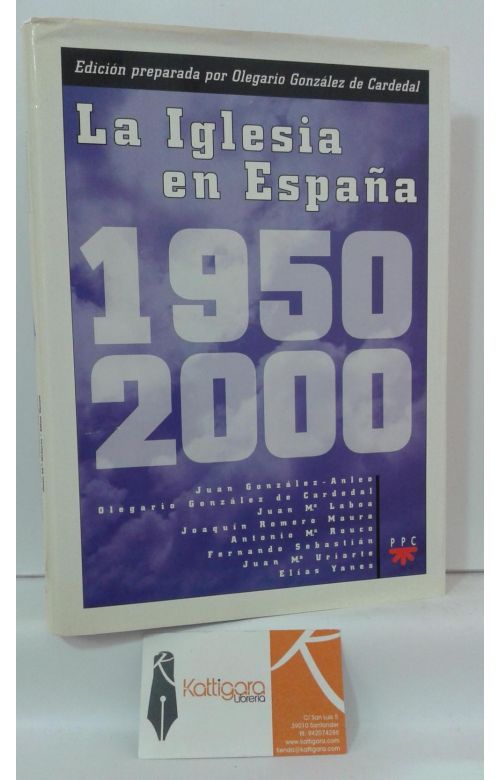 Edición preparada por Olegario González de Cardedal
La Iglesia
en España
1950
2000
Juan González-Anleo
Olegario González de Cardedal
Juan Mª Laboa
Joaquín Romero Maura
Antonio Mª Rouco
Fernando Sebastián
Juan Mª Uriarte
Elías Yanes
PPC
Kattigara
Librería
C/ San Luis 5
39010 Santander
tlf: 942074298
www.kattigara.com
tienda@kattigara.com